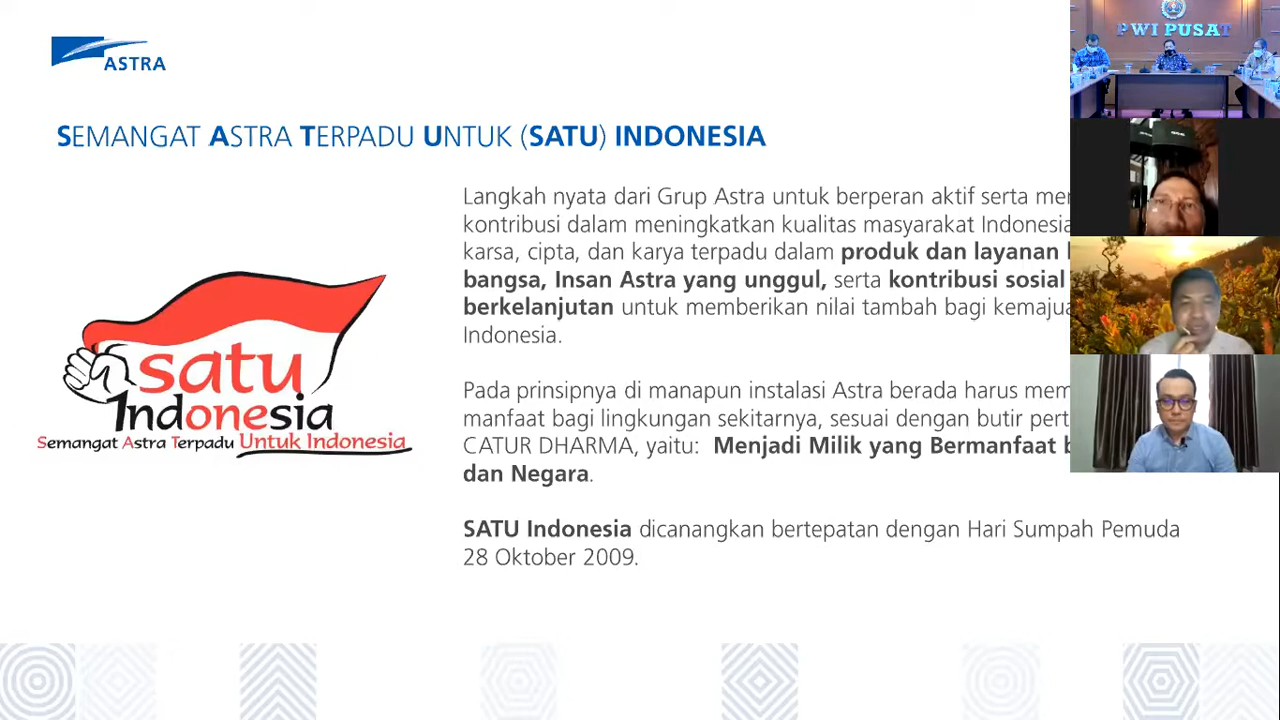 ASTRA
SEMANGAT ASTRA TERPADU UNTUK (SATU) INDONESIA
Langkah nyata dari Grup Astra untuk berperan aktif serta
kontribusi dalam meningkatkan kualitas masyarakat Indonesia
karsa, cipta, dan karya terpadu dalam produk dan layanan
bangsa, Insan Astra yang unggul, serta kontribusi sosial
berkelanjutan untuk memberikan nilai tambah bagi
Indonesia.
Pada prinsipnya di manapun instalasi Astra berada harus
manfaat bagi lingkungan sekitarnya, sesuai dengan butir
CATUR DHARMA, yaitu: Menjadi Milik yang Bermanfaat
dan Negara.
SATU Indonesia dicanangkan bertepatan dengan Hari Sumpah Pemuda
28 Oktober 2009.
satu
Indonesia
Semangat Astra Terpadu Untuk Indonesia
PWI PUSAT